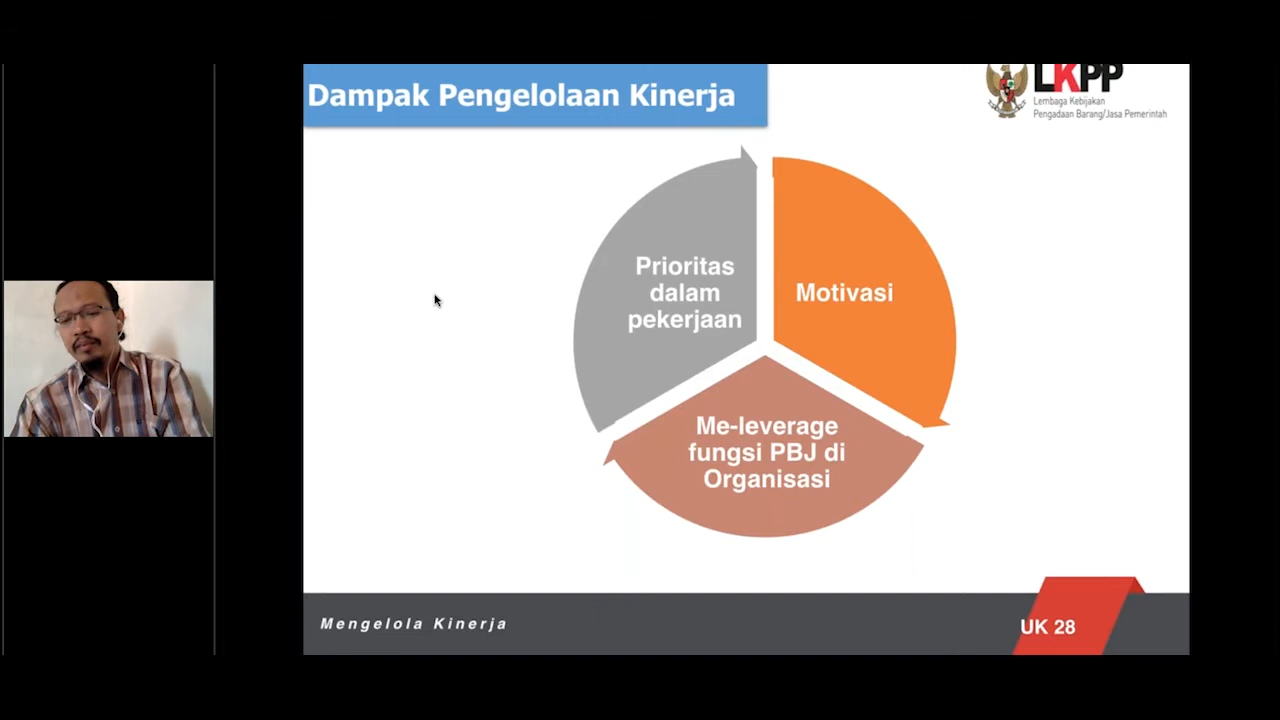 Dampak Pengelolaan Kinerja
LKPP
Lembaga Kebijakan
Pengadaan Barang/Jasa Pemerintah
Prioritas
dalam
pekerjaan
Motivasi
Me-leverage
fungsi PBJ di
Organisasi
Mengelola Kinerja
UK 28